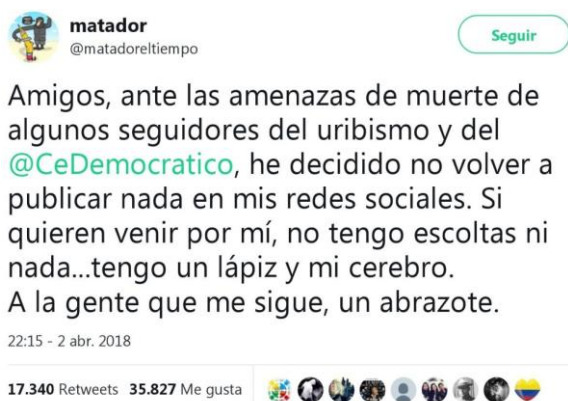 matador
@matadoreltiempo
Seguir
Amigos, ante las amenazas de muerte de
algunos seguidores del uribismo y del
@CeDemocratico, he decidido no volver a
publicar nada en mis redes sociales. Si
quieren venir por mí, no tengo escoltas ni
nada...tengo un lápiz y mi cerebro.
A la gente que me sigue, un abrazote.
22:15 - 2 abr. 2018
17.340 Retweets 35.827 Me gusta